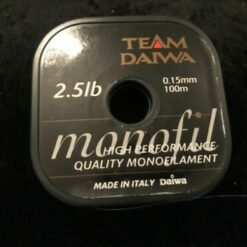 TEAM
DAIWA
2.5lb
0.15mm
100m
monofil
HIGH PERFORMANCE
QUALITY MONOFILAMENT
MADE IN ITALY Daiwa